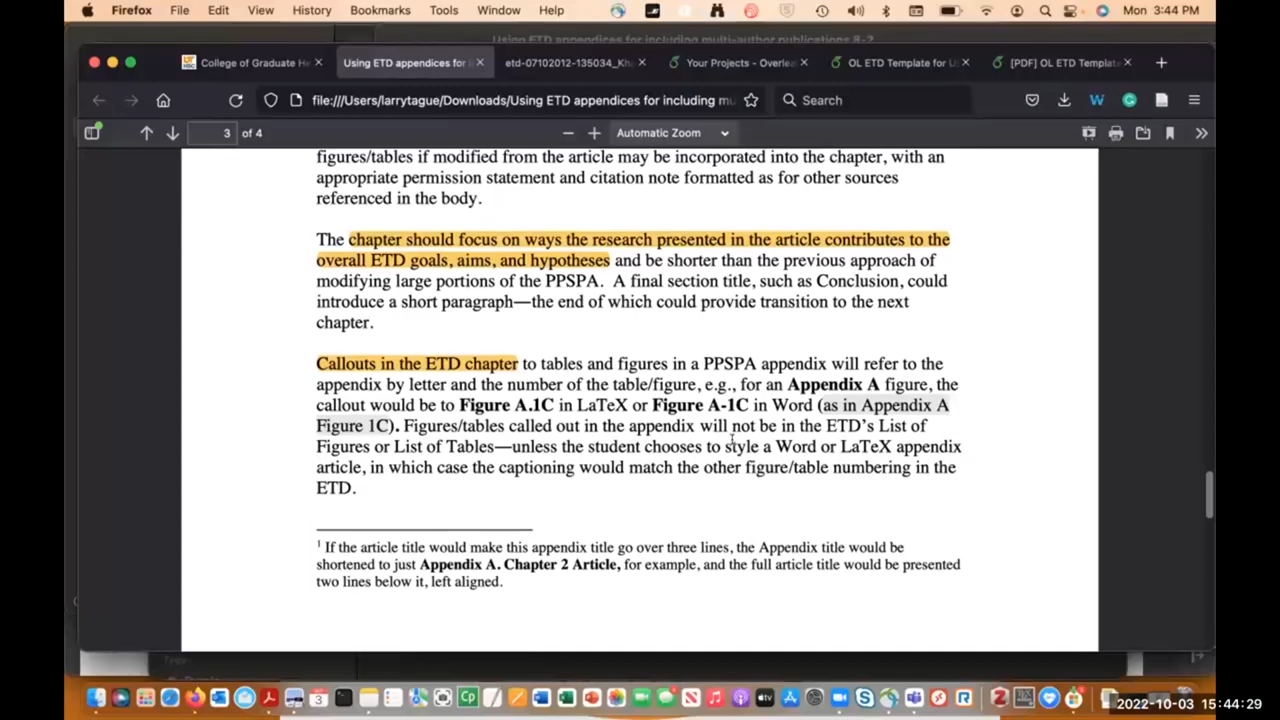 Firefox File Edit View History Bookmarks Tools Window Help Mon 3:44 PM
Using ETD appendices for including multi-author publications 8-2
College of Graduate He Using ETD appendices for i etd-07102012-135034_Kha Your Projects - Overlea OL ETD Template for U [PDF] OL ETD Template
file:///Users/larrytague/Downloads/Using ETD appendices for including mu Search
3 of 4 Automatic Zoom
figures/tables if modified from the article may be incorporated into the chapter, with an
appropriate permission statement and citation note formatted as for other sources
referenced in the body.
The chapter should focus on ways the research presented in the article contributes to the
overall ETD goals, aims, and hypotheses and be shorter than the previous approach of
modifying large portions of the PPSPA. A final section title, such as Conclusion, could
introduce a short paragraph—the end of which could provide transition to the next
chapter.
Callouts in the ETD chapter to tables and figures in a PPSPA appendix will refer to the
appendix by letter and the number of the table/figure, e.g., for an Appendix A figure, the
callout would be to Figure A.1C in LaTeX or Figure A-1C in Word (as in Appendix A
Figure 1C). Figures/tables called out in the appendix will not be in the ETD's List of
Figures or List of Tables—unless the student chooses to style a Word or LaTeX appendix
article, in which case the captioning would match the other figure/table numbering in the
ETD.
1 If the article title would make this appendix title go over three lines, the Appendix title would be
shortened to just Appendix A. Chapter 2 Article, for example, and the full article title would be presented
two lines below it, left aligned.
2022-10-03 15:44:29